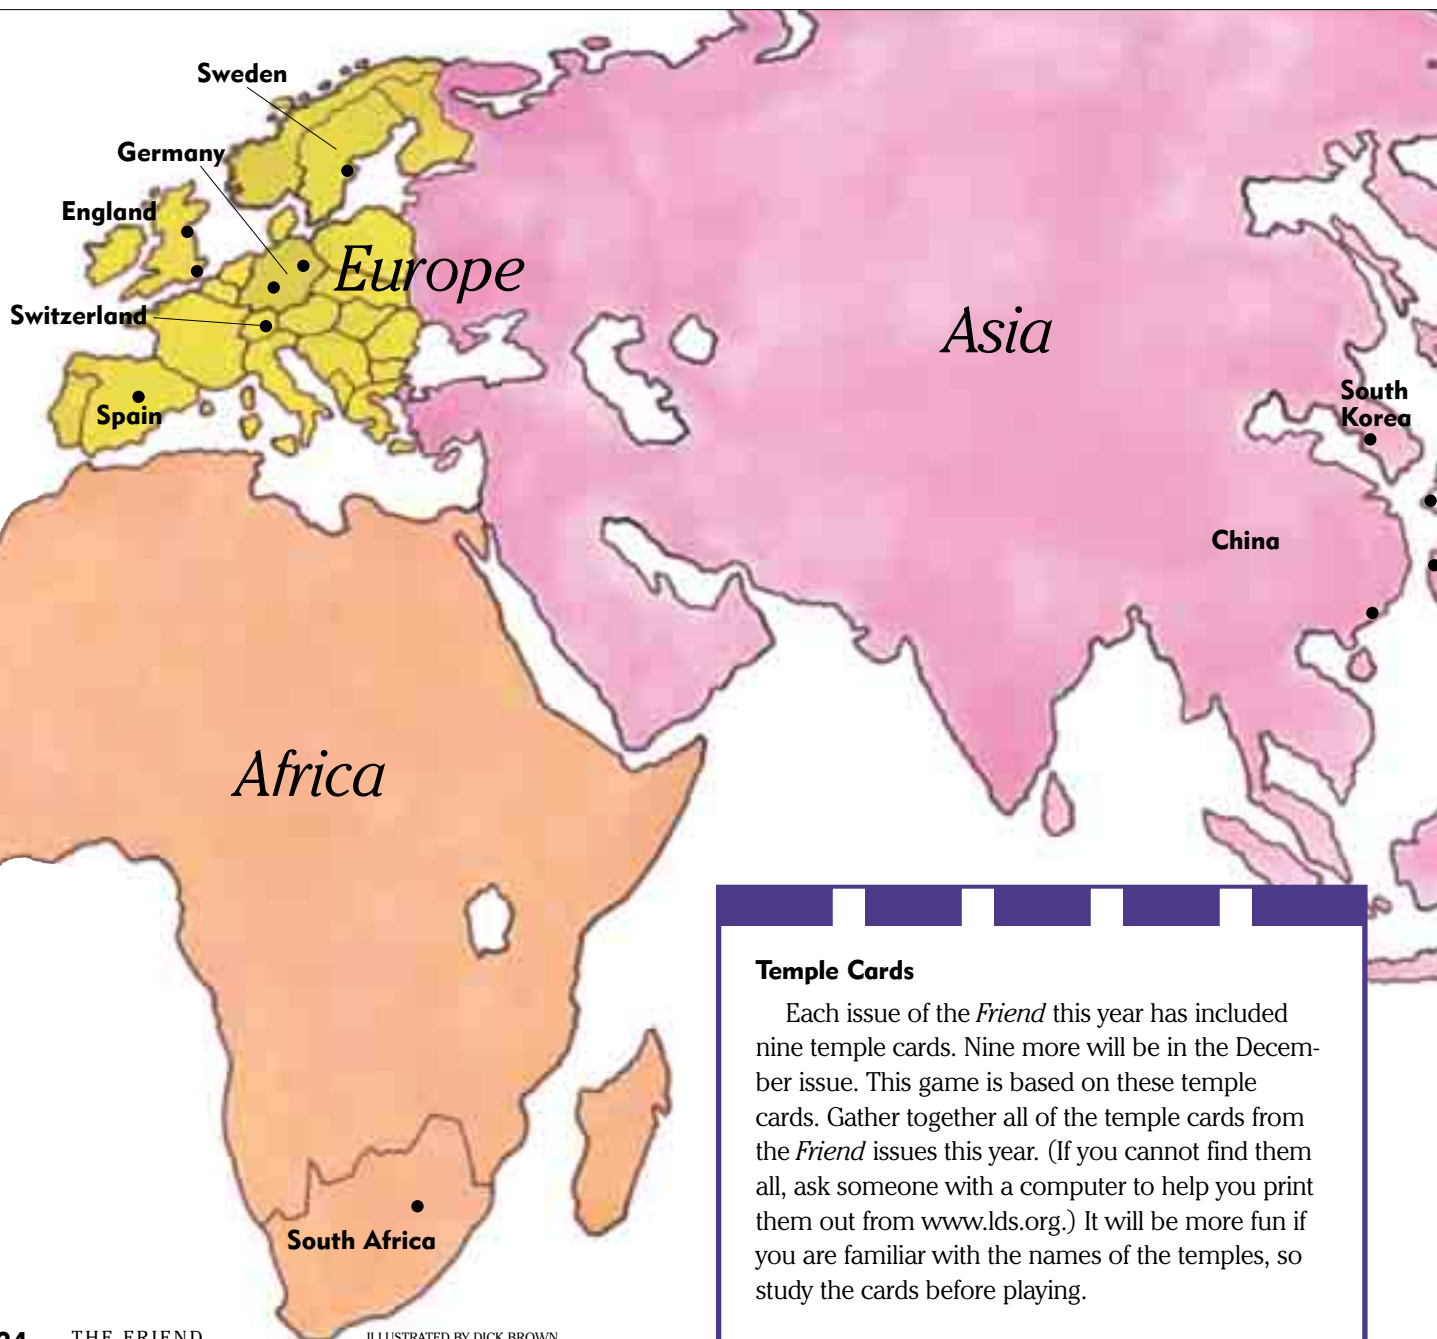 Sweden
Germany
England
Europe
Switzerland
Asia
Spain
South
Korea
China
Africa
South Africa
Temple Cards
Each issue of the Friend this year has included
nine temple cards. Nine more will be in the Decem-
ber issue. This game is based on these temple
cards. Gather together all of the temple cards from
the Friend issues this year. (If you cannot find them
all, ask someone with a computer to help you print
them out from www.lds.org.) It will be more fun if
you are familiar with the names of the temples, so
study the cards before playing.
THE FRIEND
ILLUSTRATED BY DICK BROWN